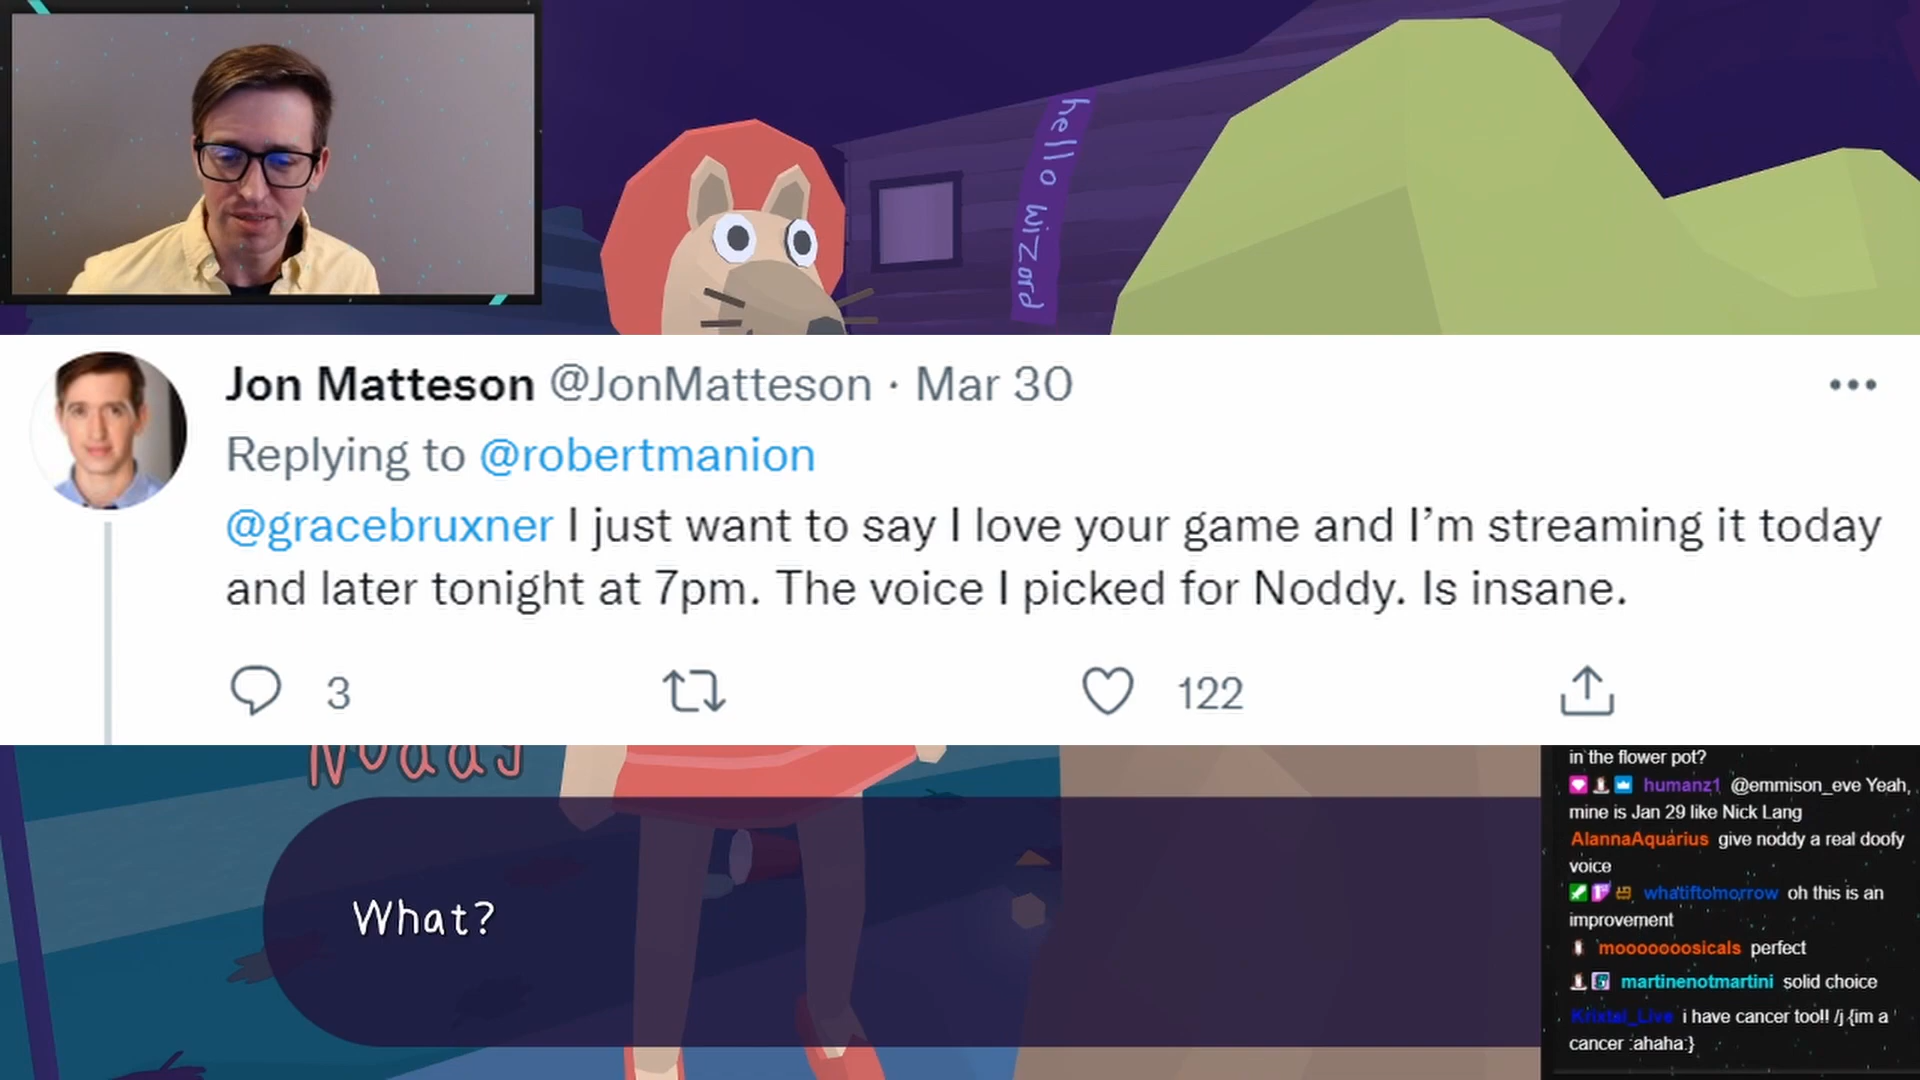 hello wizard
Jon Matteson @JonMatteson · Mar 30
Replying to @robertmanion
@gracebruxner I just want to say I love your game and I’m streaming it today
and later tonight at 7pm. The voice I picked for Noddy. Is insane.
3
122
Noddy
What?
in the flower pot?
humanz1 @emmison_eve Yeah,
mine is Jan 29 like Nick Lang
AlannaAquarius give noddy a real doofy
voice
whatiftomorrow oh this is an
improvement
mooooooosicals perfect
martinenotmartini solid choice
Krixtal_Live i have cancer too!! /j {im a
cancer :ahaha:}